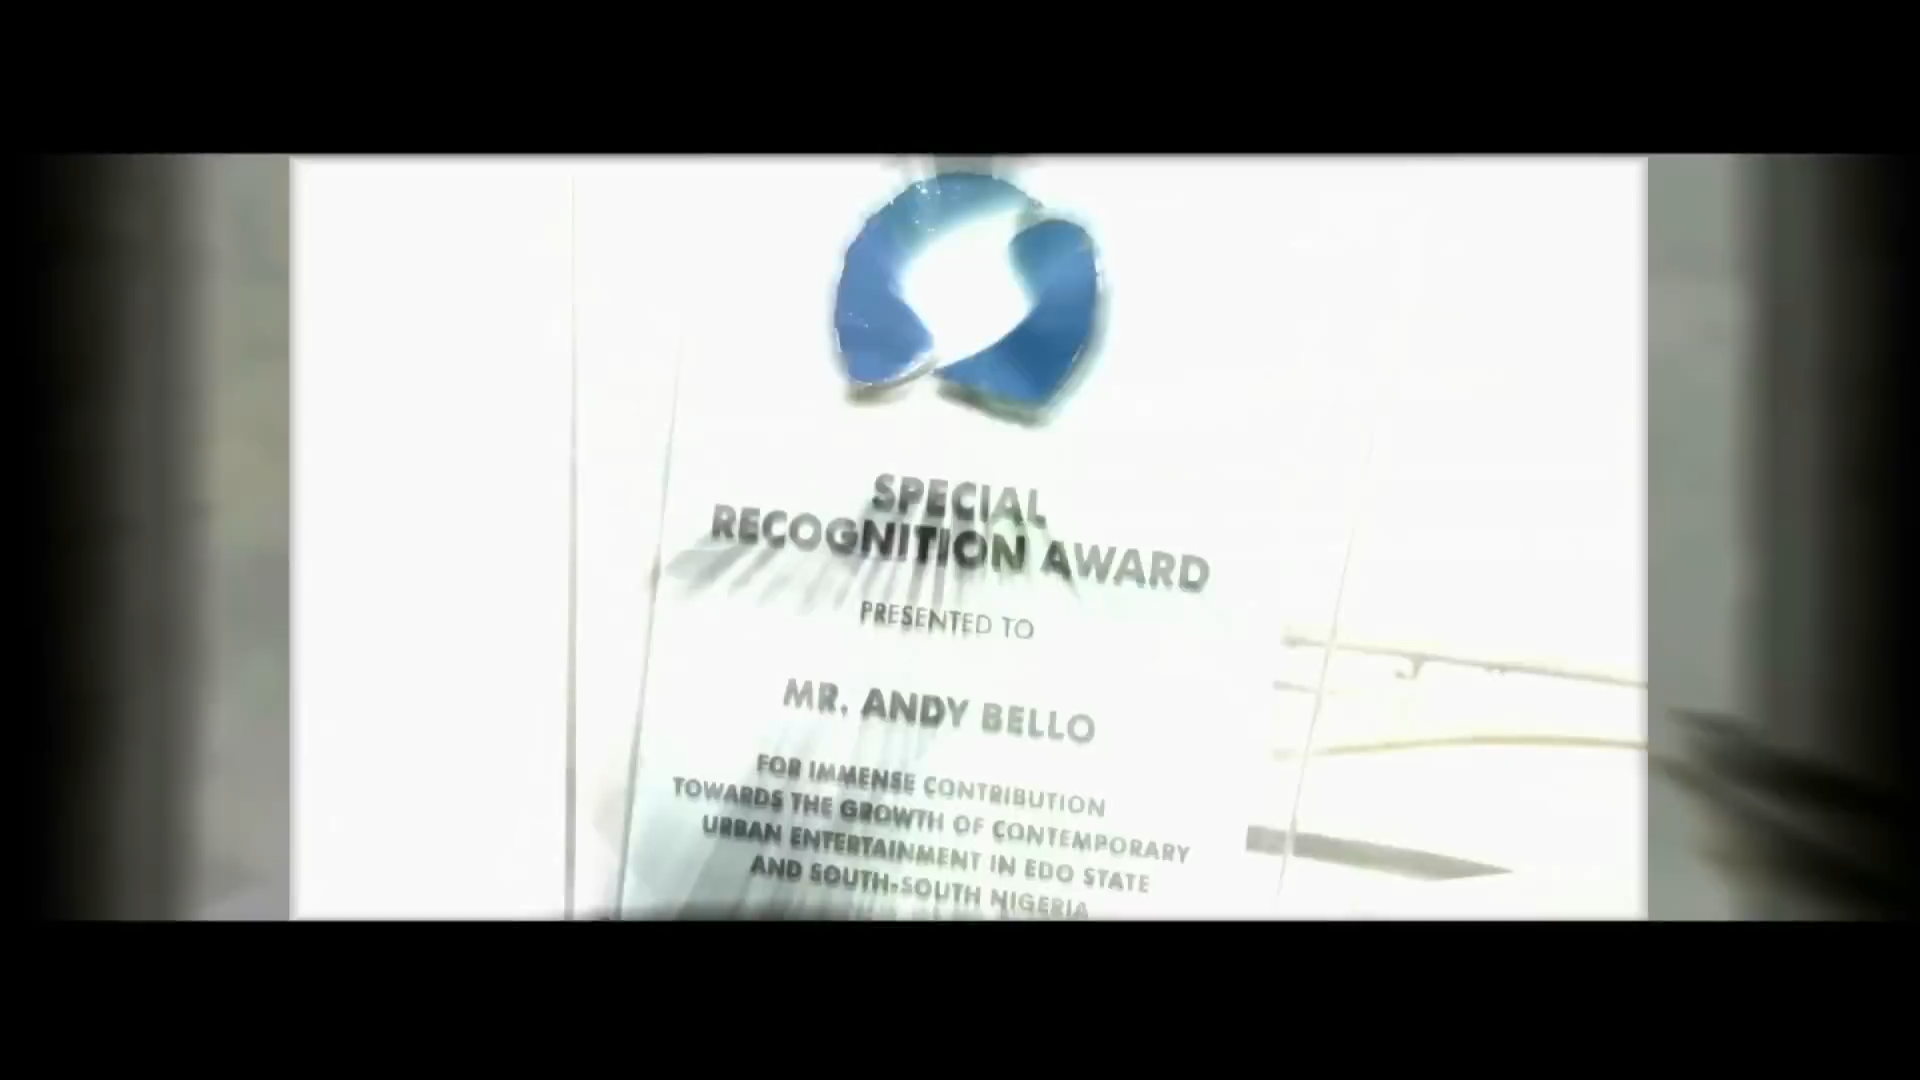 SPECIAL
RECOGNITION AWARD
PRESENTED TO
MR. ANDY BELLO
FOR IMMENSE CONTRIBUTION
TOWARDS THE GROWTH OF CONTEMPORARY
URBAN ENTERTAINMENT IN EDO STATE
AND SOUTH-SOUTH NIGERIA